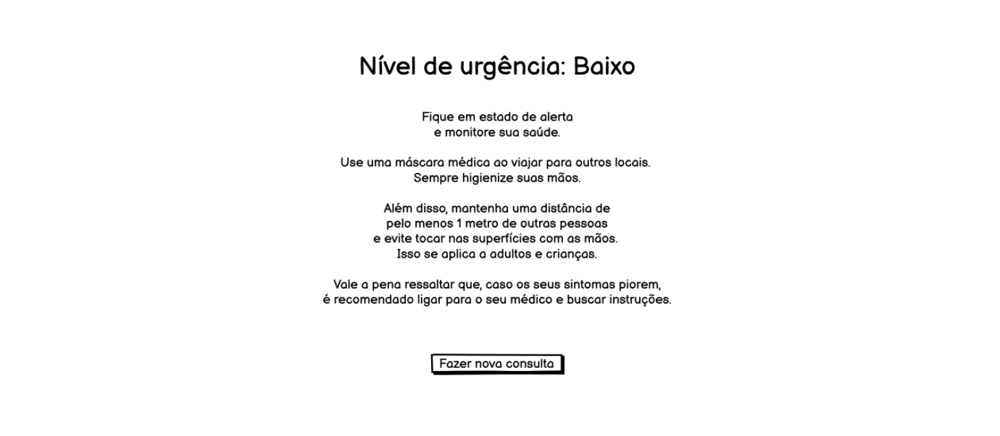 Nível de urgência: Baixo
Fique em estado de alerta
e monitore sua saúde.
Use uma máscara médica ao viajar para outros locais.
Sempre higienize suas mãos.
Além disso, mantenha uma distância de
pelo menos 1 metro de outras pessoas
e evite tocar nas superfícies com as mãos.
Isso se aplica a adultos e crianças.
Vale a pena ressaltar que, caso os seus sintomas piorem,
é recomendado ligar para o seu médico e buscar instruções.
Fazer nova consulta